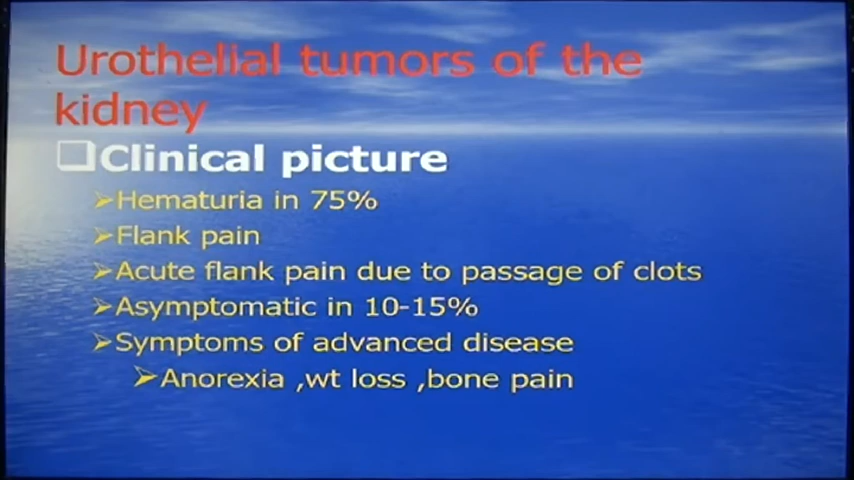 Urothelial tumors of the
kidney
Clinical picture
Hematuria in 75%
Flank pain
Acute flank pain due to passage of clots
Asymptomatic in 10-15%
Symptoms of advanced disease
Anorexia ,wt loss ,bone pain